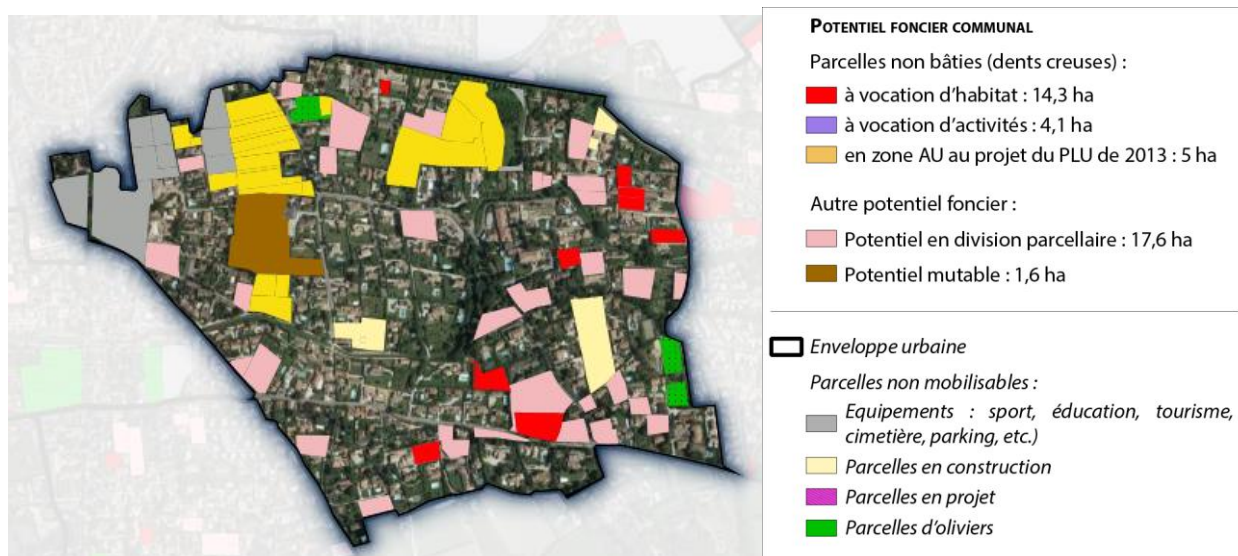 POTENTIEL FONCIER COMMUNAL
Parcelles non bâties (dents creuses) :
à vocation d'habitat : 14,3 ha
à vocation d'activités : 4,1 ha
en zone AU au projet du PLU de 2013 : 5 ha
Autre potentiel foncier :
Potentiel en division parcellaire : 17,6 ha
Potentiel mutable : 1,6 ha
Enveloppe urbaine
Parcelles non mobilisables :
Equipements : sport, éducation, tourisme,
cimetière, parking, etc.)
Parcelles en construction
Parcelles en projet
Parcelles d'oliviers